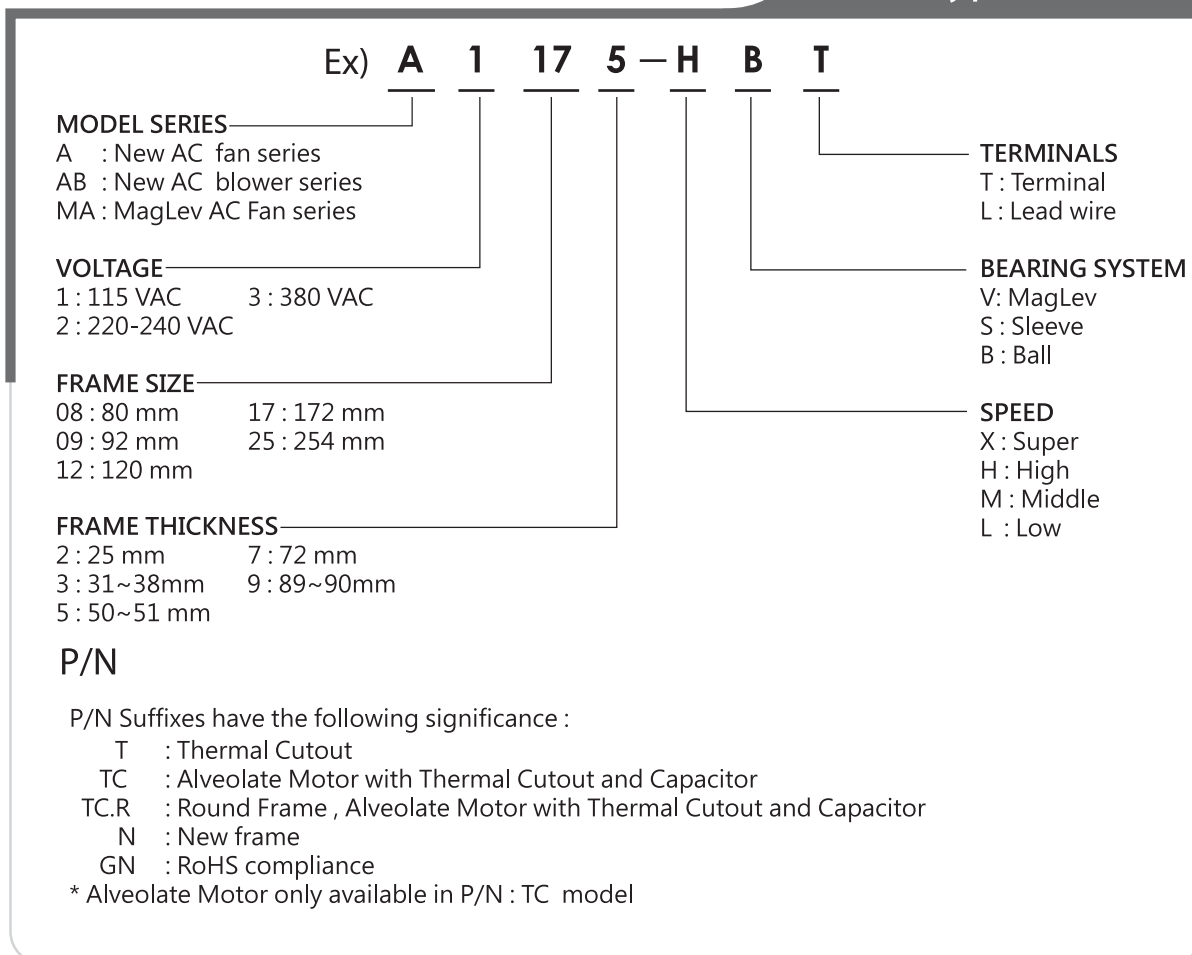 Ex) A 1 17 5 — H B T
MODEL SERIES
A : New AC fan series
AB : New AC blower series
MA : MagLev AC Fan series
VOLTAGE
1 : 115 VAC 3 : 380 VAC
2 : 220-240 VAC
FRAME SIZE
08 : 80 mm 17 : 172 mm
09 : 92 mm 25 : 254 mm
12 : 120 mm
FRAME THICKNESS
2 : 25 mm 7 : 72 mm
3 : 31~38mm 9 : 89~90mm
5 : 50~51 mm
TERMINALS
T : Terminal
L : Lead wire
BEARING SYSTEM
V: MagLev
S : Sleeve
B : Ball
SPEED
X : Super
H : High
M : Middle
L : Low
P/N
P/N Suffixes have the following significance :
T : Thermal Cutout
TC : Alveolate Motor with Thermal Cutout and Capacitor
TC.R : Round Frame , Alveolate Motor with Thermal Cutout and Capacitor
N : New frame
GN : RoHS compliance
* Alveolate Motor only available in P/N : TC model